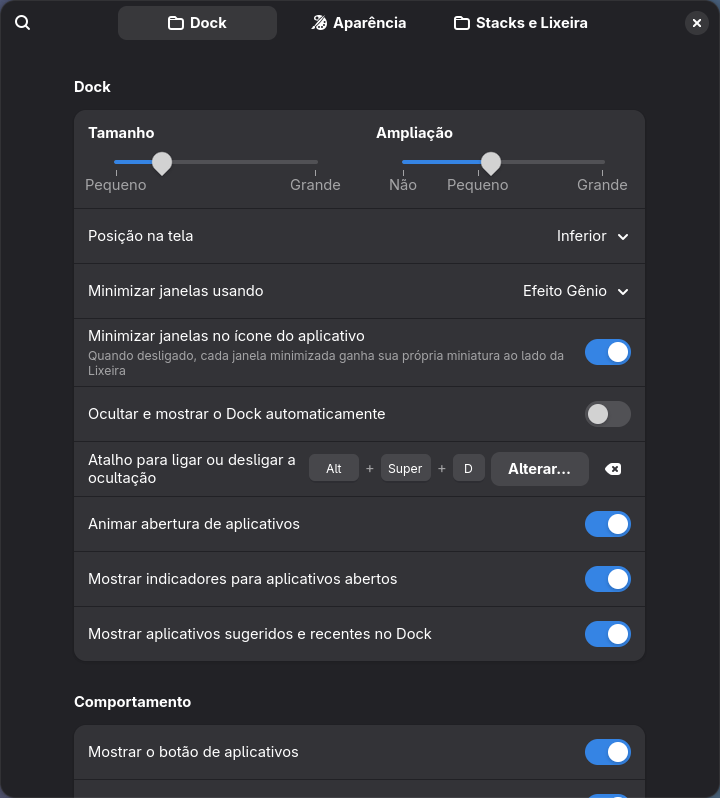 Dock
Aparência
Stacks e Lixeira
Dock
Tamanho
Ampliação
Pequeno
Grande
Não
Pequeno
Grande
Posição na tela
Inferior
Minimizar janelas usando
Efeito Gênio
Minimizar janelas no ícone do aplicativo
Quando desligado, cada janela minimizada ganha sua própria miniatura ao lado da
Lixeira
Ocultar e mostrar o Dock automaticamente
Atalho para ligar ou desligar a
ocultação
Alt + Super + D
Alterar...
Animar abertura de aplicativos
Mostrar indicadores para aplicativos abertos
Mostrar aplicativos sugeridos e recentes no Dock
Comportamento
Mostrar o botão de aplicativos